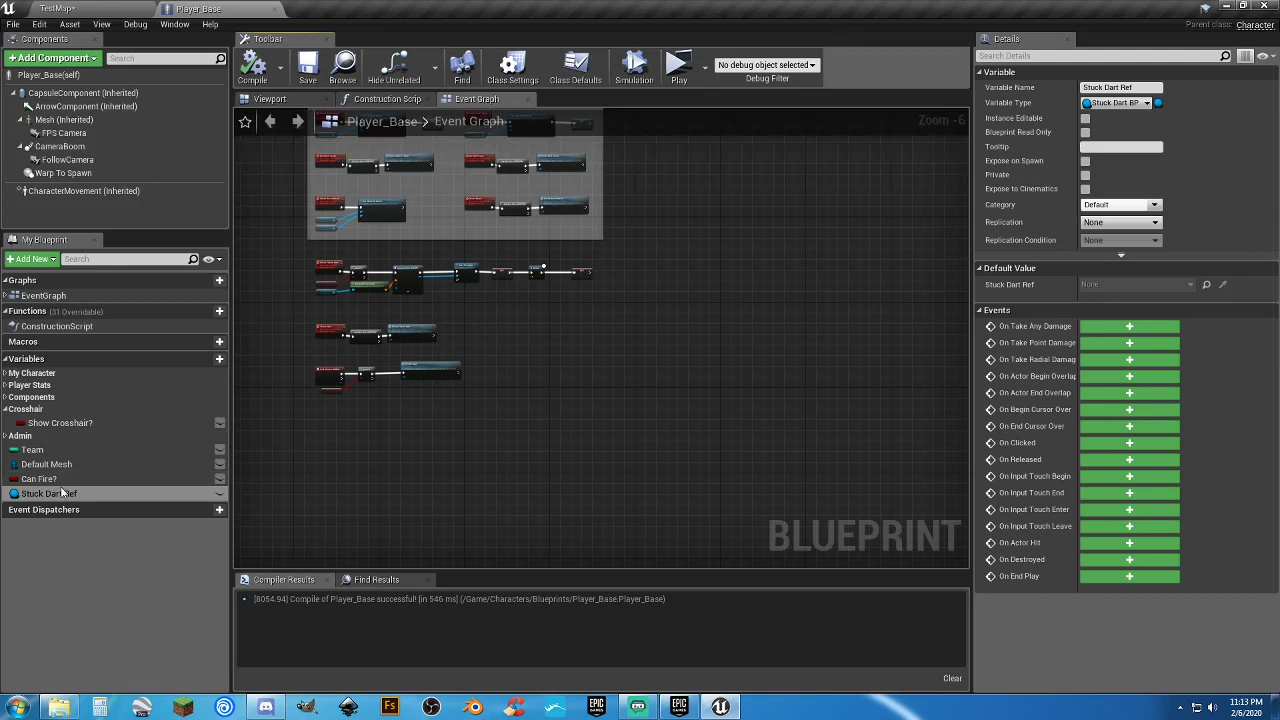 TestMap*
Player_Base
File
Edit
Asset
View
Debug
Window
Help
Parent class: Character
Components
+ Add Component
Search
Player_Base(self)
CapsuleComponent (Inherited)
ArrowComponent (Inherited)
Mesh (Inherited)
FPS Camera
CameraBoom
FollowCamera
Where To Spawn
CharacterMovement (Inherited)
My Blueprint
+ Add New
Search
Graphs
EventGraph
Functions (31 Overridable)
ConstructionScript
Macros
Variables
My Character
Player Stats
Components
Crosshair
Show Crosshair?
Admin
Team
Default Mesh
Can Fire?
Stuck Dart Ref
Event Dispatchers
Toolbar
Compile
Save
Browse
Hide Unrelated
Find
Class Settings
Class Defaults
Simulation
Play
No debug object selected
Debug Filter
Viewport
Construction Scrip
Event Graph
Player_Base > Event Graph
Zoom -6
BLUEPRINT
Compiler Results
Find Results
[8054.94] Compile of Player_Base successful! [in 546 ms] (/Game/Characters/Blueprints/Player_Base.Player_Base)
Clear
Details
Search Details
Variable
Variable Name
Stuck Dart Ref
Variable Type
Stuck Dart BP
Instance Editable
Blueprint Read Only
Tooltip
Expose on Spawn
Private
Expose to Cinematics
Category
Default
Replication
None
Replication Condition
None
Default Value
Stuck Dart Ref
None
Events
On Take Any Damage
On Take Point Damage
On Take Radial Damag
On Actor Begin Overlap
On Actor End Overlap
On Begin Cursor Over
On End Cursor Over
On Clicked
On Released
On Input Touch Begin
On Input Touch End
On Input Touch Enter
On Input Touch Leave
On Actor Hit
On Destroyed
On End Play
Pro
Fs
EPIC GAMES
EPIC GAMES
11:13 PM
2/6/2020